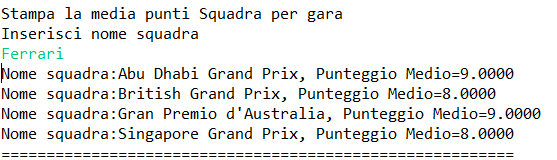 Stampa la media punti Squadra per gara
Inserisci nome squadra
Ferrari
Nome squadra:Abu Dhabi Grand Prix, Punteggio Medio=9.0000
Nome squadra:British Grand Prix, Punteggio Medio=8.0000
Nome squadra:Gran Premio d'Australia, Punteggio Medio=9.0000
Nome squadra:Singapore Grand Prix, Punteggio Medio=8.0000
=========================================================